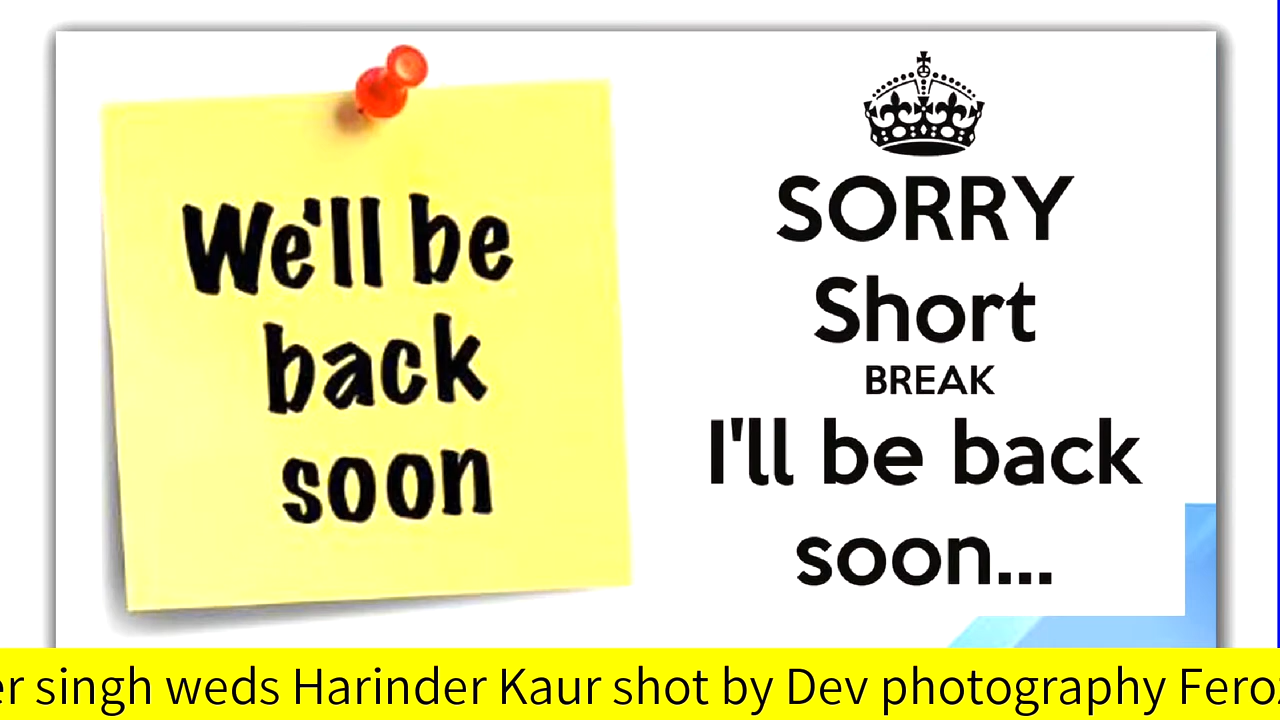 We'll be
back
soon
SORRY
Short
BREAK
I'll be back
soon...
singh weds Harinder Kaur shot by Dev photography